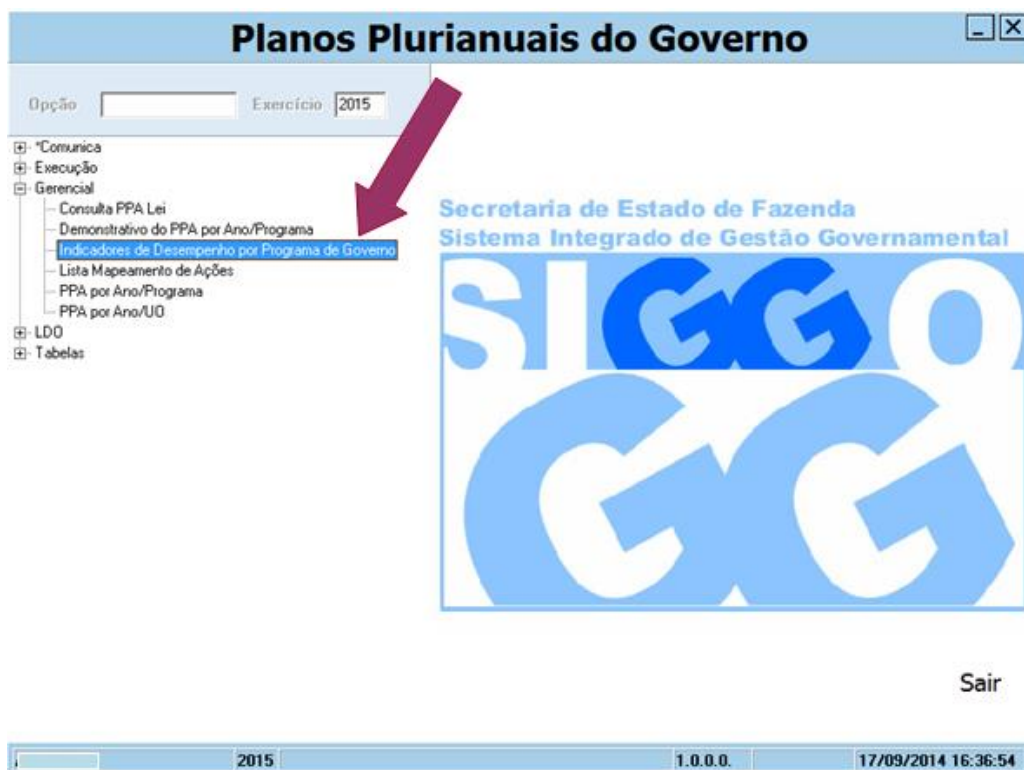 Planos Plurianuais do Governo
Opção Exercício 2015
*Comunica
Execução
Gerencial
Consulta PPA Lei
Demonstrativo do PPA por Ano/Programa
Indicadores de Desempenho por Programa de Governo
Lista Mapeamento de Ações
PPA por Ano/Programa
PPA por Ano/UO
LDO
Tabelas
Secretaria de Estado de Fazenda
Sistema Integrado de Gestão Governamental
SIGGO
GG
Sair
2015 1.0.0.0. 17/09/2014 16:36:54